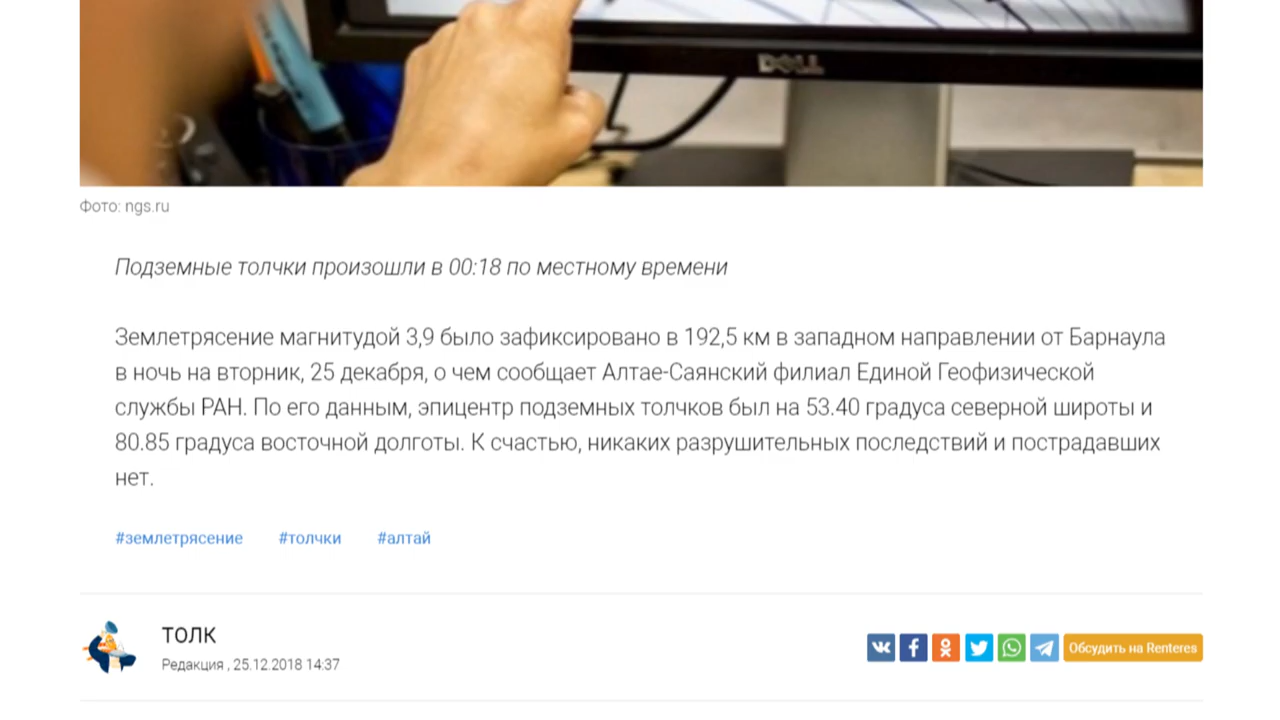 DELL
Фото: ngs.ru
Подземные толчки произошли в 00:18 по местному времени
Землетрясение магнитудой 3,9 было зафиксировано в 192,5 км в западном направлении от Барнаула
в ночь на вторник, 25 декабря, о чем сообщает Алтае-Саянский филиал Единой Геофизической
службы РАН. По его данным, эпицентр подземных толчков был на 53.40 градуса северной широты и
80.85 градуса восточной долготы. К счастью, никаких разрушительных последствий и пострадавших
нет.
#землетрясение #толчки #алтай
ТОЛК
Редакция , 25.12.2018 14:37
Обсудить на Renteres